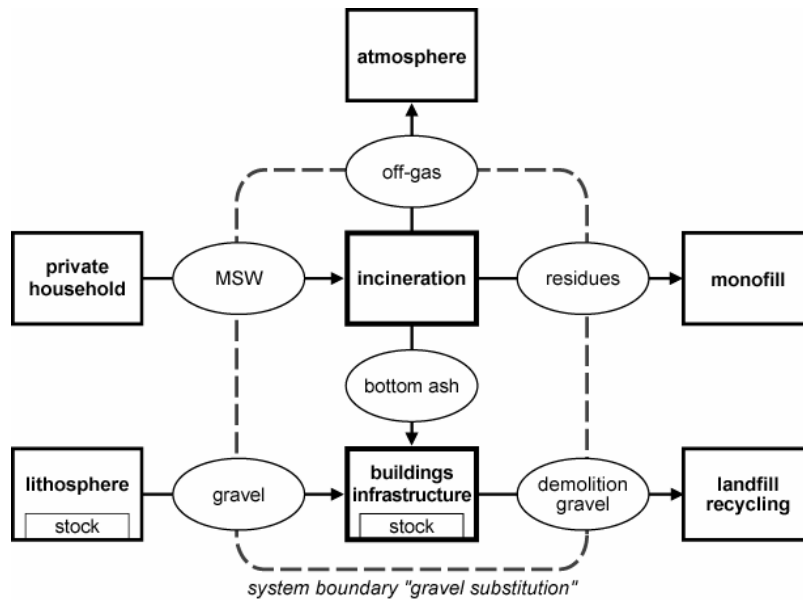 atmosphere
off-gas
private
household
MSW
incineration
residues
monofill
bottom ash
lithosphere
stock
gravel
buildings
infrastructure
stock
demolition
gravel
landfill
recycling
system boundary "gravel substitution"